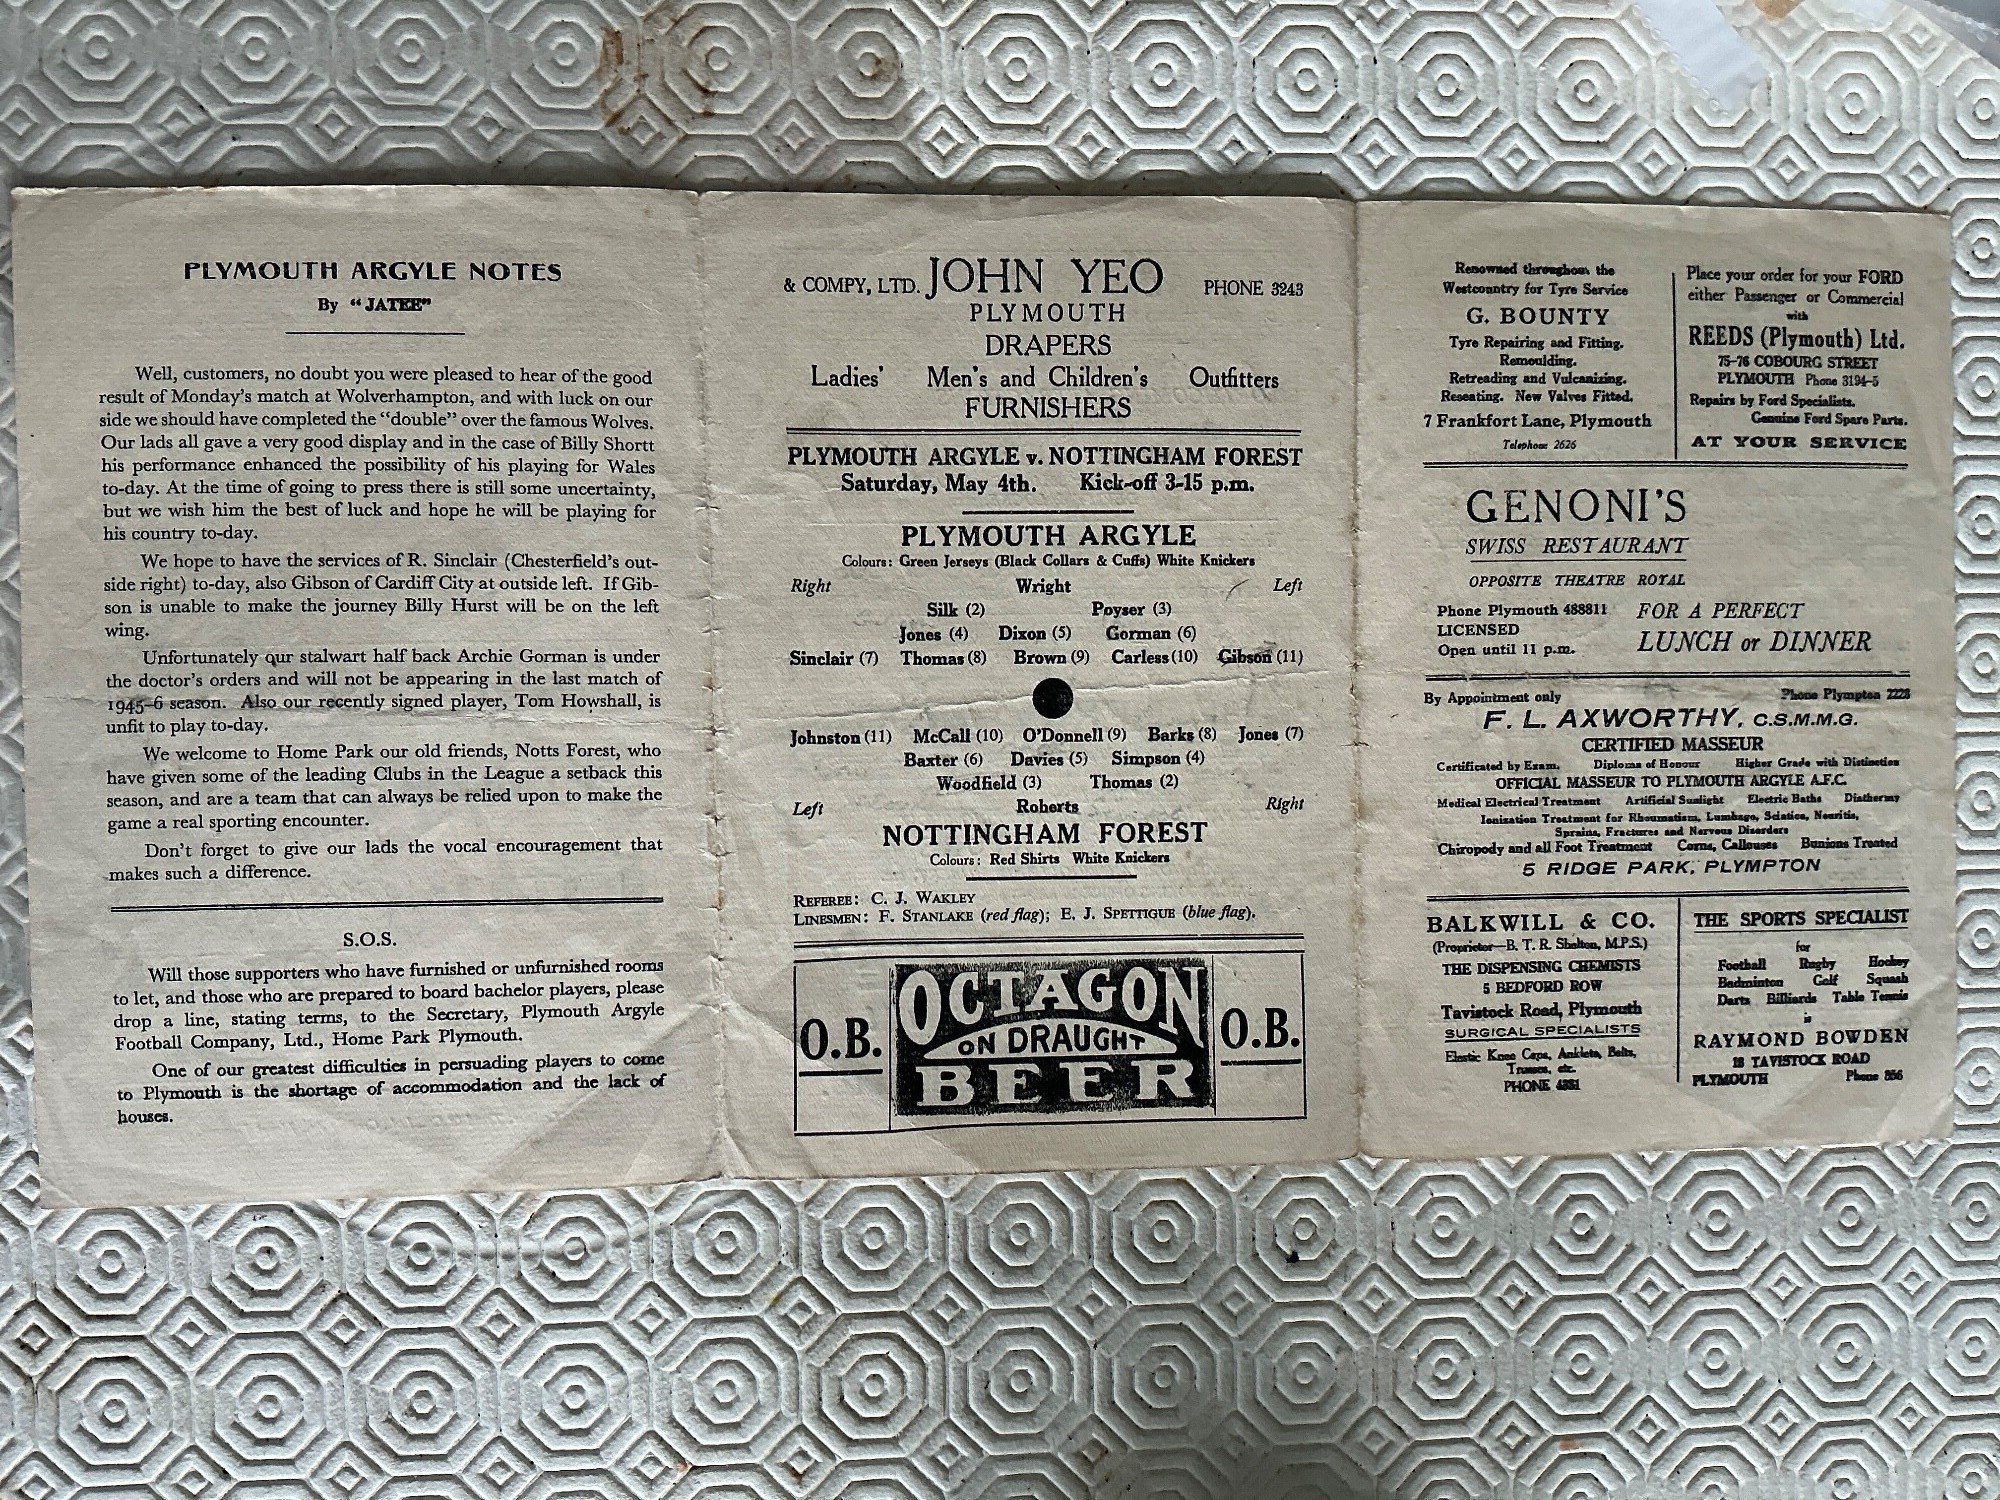 PLYMOUTH ARGYLE NOTES
By "JATEE"
Well, customers, no doubt you were pleased to hear of the good
result of Monday's match at Wolverhampton, and with luck on our
side we should have completed the "double" over the famous Wolves.
Our lads all gave a very good display and in the case of Billy Shortt
his performance enhanced the possibility of his playing for Wales
to-day. At the time of going to press there is still some uncertainty,
but we wish him the best of luck and hope he will be playing for
his country to-day.
We hope to have the services of R. Sinclair (Chesterfield's out-
side right) to-day, also Gibson of Cardiff City at outside left. If Gib-
son is unable to make the journey Billy Hurst will be on the left
wing.
Unfortunately our stalwart half back Archie Gorman is under
the doctor's orders and will not be appearing in the last match of
1945-6 season. Also our recently signed player, Tom Howshall, is
unfit to play to-day.
We welcome to Home Park our old friends, Notts Forest, who
have given some of the leading Clubs in the League a setback this
season, and are a team that can always be relied upon to make the
game a real sporting encounter.
Don't forget to give our lads the vocal encouragement that
makes such a difference.
S.O.S.
Will those supporters who have furnished or unfurnished rooms
to let, and those who are prepared to board bachelor players, please
drop a line, stating terms, to the Secretary, Plymouth Argyle
Football Company, Ltd., Home Park Plymouth.
One of our greatest difficulties in persuading players to come
to Plymouth is the shortage of accommodation and the lack of
houses.
& COMPY, LTD. JOHN YEO PHONE 3243
PLYMOUTH
DRAPERS
Ladies' Men's and Children's Outfitters
FURNISHERS
PLYMOUTH ARGYLE v. NOTTINGHAM FOREST
Saturday, May 4th. Kick-off 3-15 p.m.
PLYMOUTH ARGYLE
Colours: Green Jerseys (Black Collars & Cuffs) White Knickers
Right Wright Left
Silk (2) Poyser (3)
Jones (4) Dixon (5) Gorman (6)
Sinclair (7) Thomas (8) Brown (9) Carless (10) Gibson (11)
Johnston (11) McCall (10) O'Donnell (9) Barks (8) Jones (7)
Baxter (6) Davies (5) Simpson (4)
Woodfield (3) Thomas (2)
Left Roberts Right
NOTTINGHAM FOREST
Colours: Red Shirts White Knickers
REFEREE: C. J. WAKLEY
LINESMEN: F. STANLAKE (red flag); E. J. SPETTIGUE (blue flag).
O.B. OCTAGON O.B.
ON DRAUGHT
BEER
Renowned throughout the
Westcountry for Tyre Service
G. BOUNTY
Tyre Repairing and Fitting.
Remoulding.
Retreading and Vulcanizing.
Reseating. New Valves Fitted.
7 Frankfort Lane, Plymouth
Telephone 2626
Place your order for your FORD
either Passenger or Commercial
with
REEDS (Plymouth) Ltd.
75-76 COBOURG STREET
PLYMOUTH Phone 3194-5
Repairs by Ford Specialists.
Genuine Ford Spare Parts.
AT YOUR SERVICE
GENONI'S
SWISS RESTAURANT
OPPOSITE THEATRE ROYAL
Phone Plymouth 488811
LICENSED
Open until 11 p.m.
FOR A PERFECT
LUNCH or DINNER
By Appointment only Phone Plympton 2228
F. L. AXWORTHY, C.S.M.M.G.
CERTIFIED MASSEUR
Certificated by Exam. Diploma of Honour Higher Grade with Distinction
OFFICIAL MASSEUR TO PLYMOUTH ARGYLE A.F.C.
Medical Electrical Treatment Artificial Sunlight Electric Baths Diathermy
Ionization Treatment for Rheumatism, Lumbago, Sciatica, Neuritis,
Sprains, Fractures and Nervous Disorders
Chiropody and all Foot Treatment Corns, Callouses Bunions Treated
5 RIDGE PARK, PLYMPTON
BALKWILL & CO.
(Proprietor—B. T. R. Shelton, M.P.S.)
THE DISPENSING CHEMISTS
5 BEDFORD ROW
Tavistock Road, Plymouth
SURGICAL SPECIALISTS
Elastic Knee Caps, Anklets, Belts,
Trusses, etc.
PHONE 4881
THE SPORTS SPECIALIST
for
Football Rugby Hockey
Badminton Golf Squash
Darts Billiards Table Tennis
is
RAYMOND BOWDEN
18 TAVISTOCK ROAD
PLYMOUTH Phone 856